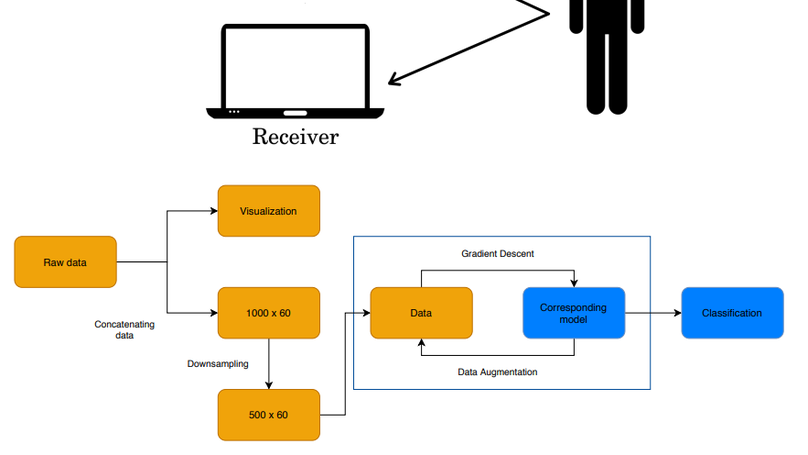 Receiver
Visualization
Raw data
Gradient Descent
1000 x 60
Data
Corresponding
model
Classification
Concatenating
data
Downsampling
Data Augmentation
500 x 60